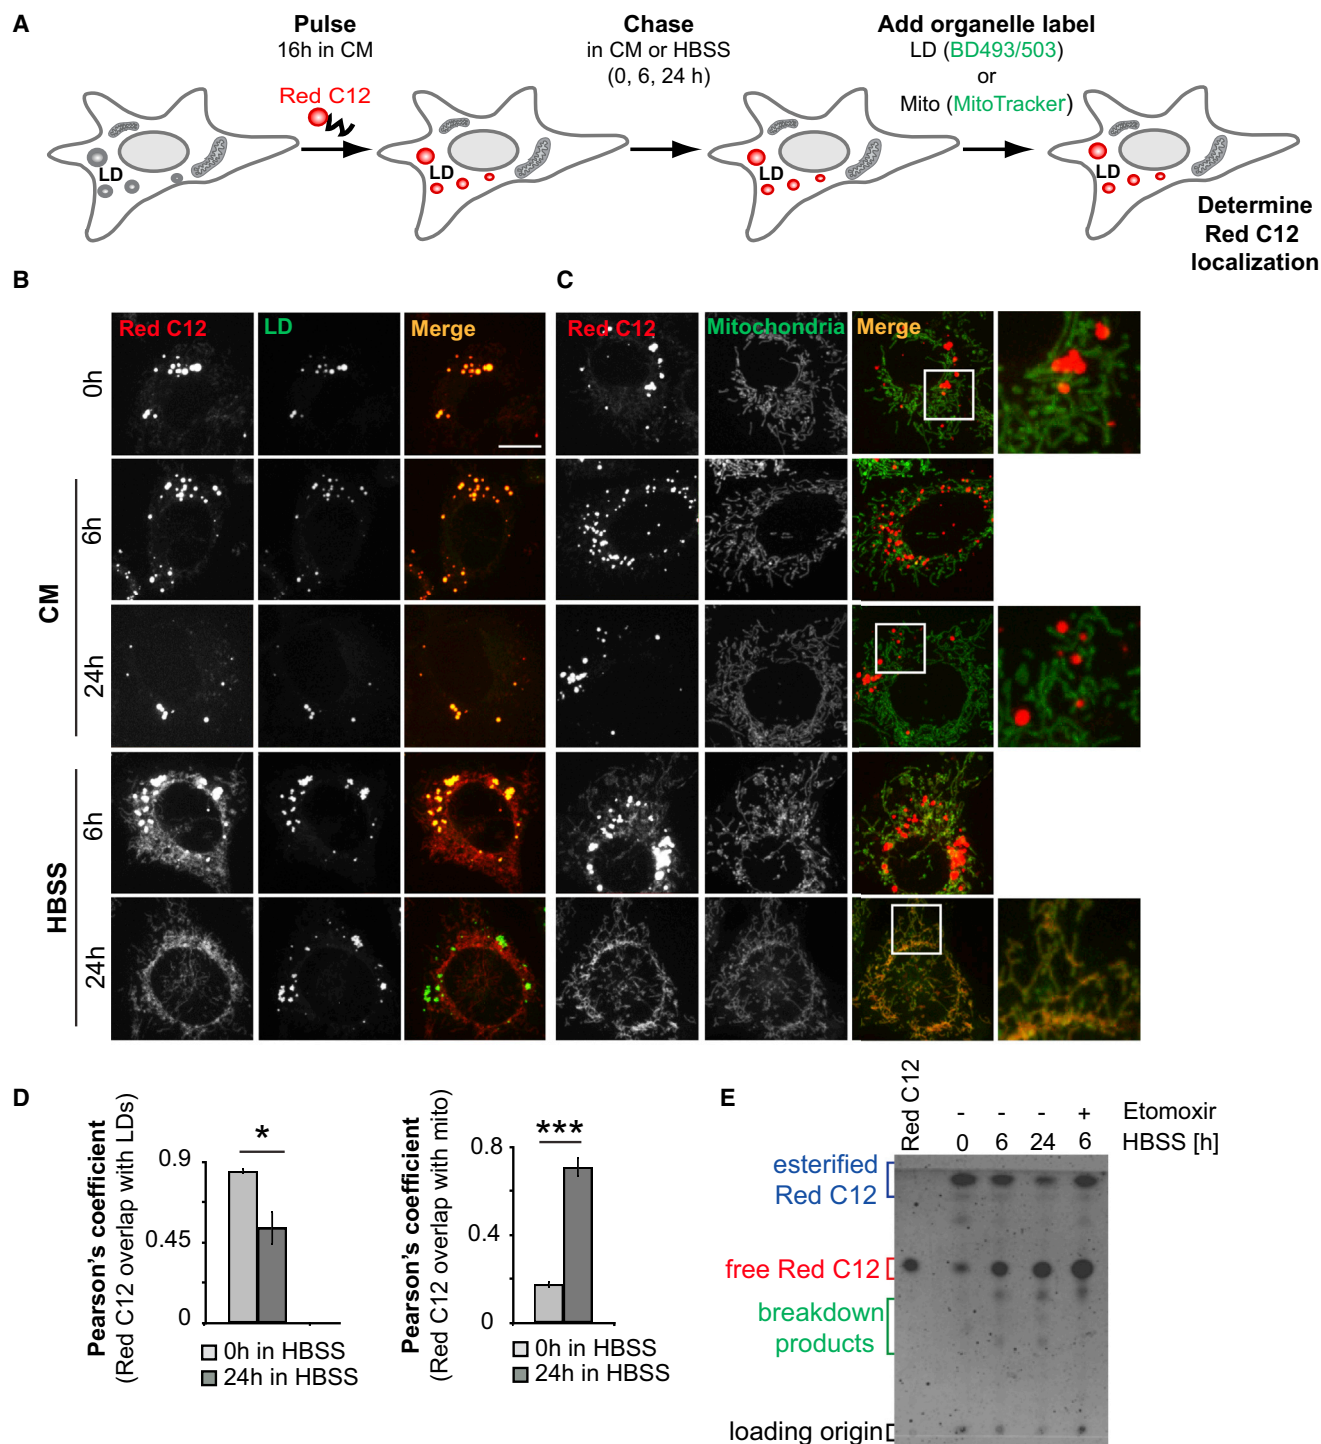 A
Pulse
16h in CM
Red C12
Chase
in CM or HBSS
(0, 6, 24 h)
Add organelle label
LD (BD493/503)
or
Mito (MitoTracker)
LD
LD
LD
LD
Determine
Red C12
localization
B
C
Red C12
LD
Merge
Red C12
Mitochondria
Merge
0h
CM
6h
24h
HBSS
6h
24h
D
Pearson's coefficient
(Red C12 overlap with LDs)
0.9
0.45
0
*
0h in HBSS
24h in HBSS
Pearson's coefficient
(Red C12 overlap with mito)
0.8
0.4
0
***
0h in HBSS
24h in HBSS
E
Red C12
- - - + Etomoxir
0 6 24 6 HBSS [h]
esterified
Red C12
free Red C12
breakdown
products
loading origin